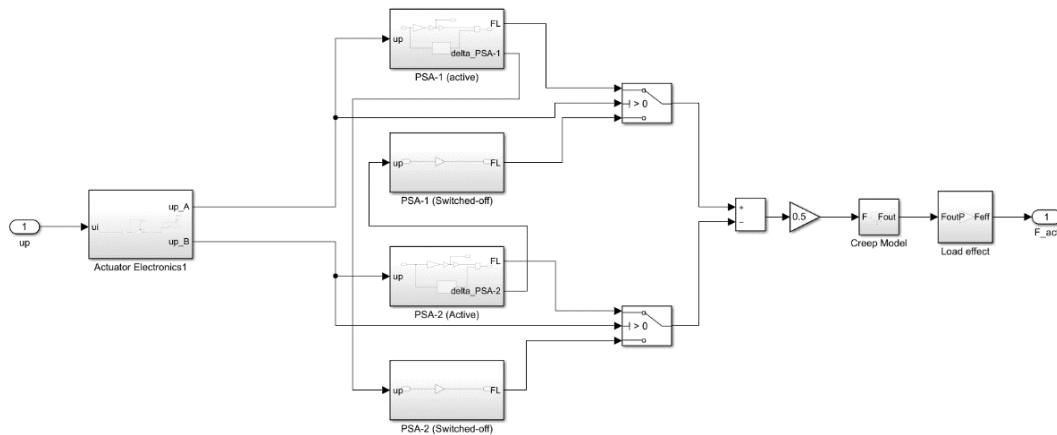 up
FL
delta_PSA-1
PSA-1 (active)
> 0
up
FL
PSA-1 (Switched-off)
1
up
ui
up_A
up_B
Actuator Electronics1
+
−
0.5
F
Fout
Creep Model
FoutP
Feff
Load effect
1
F_act
up
FL
delta_PSA-2
PSA-2 (Active)
> 0
up
FL
PSA-2 (Switched-off)